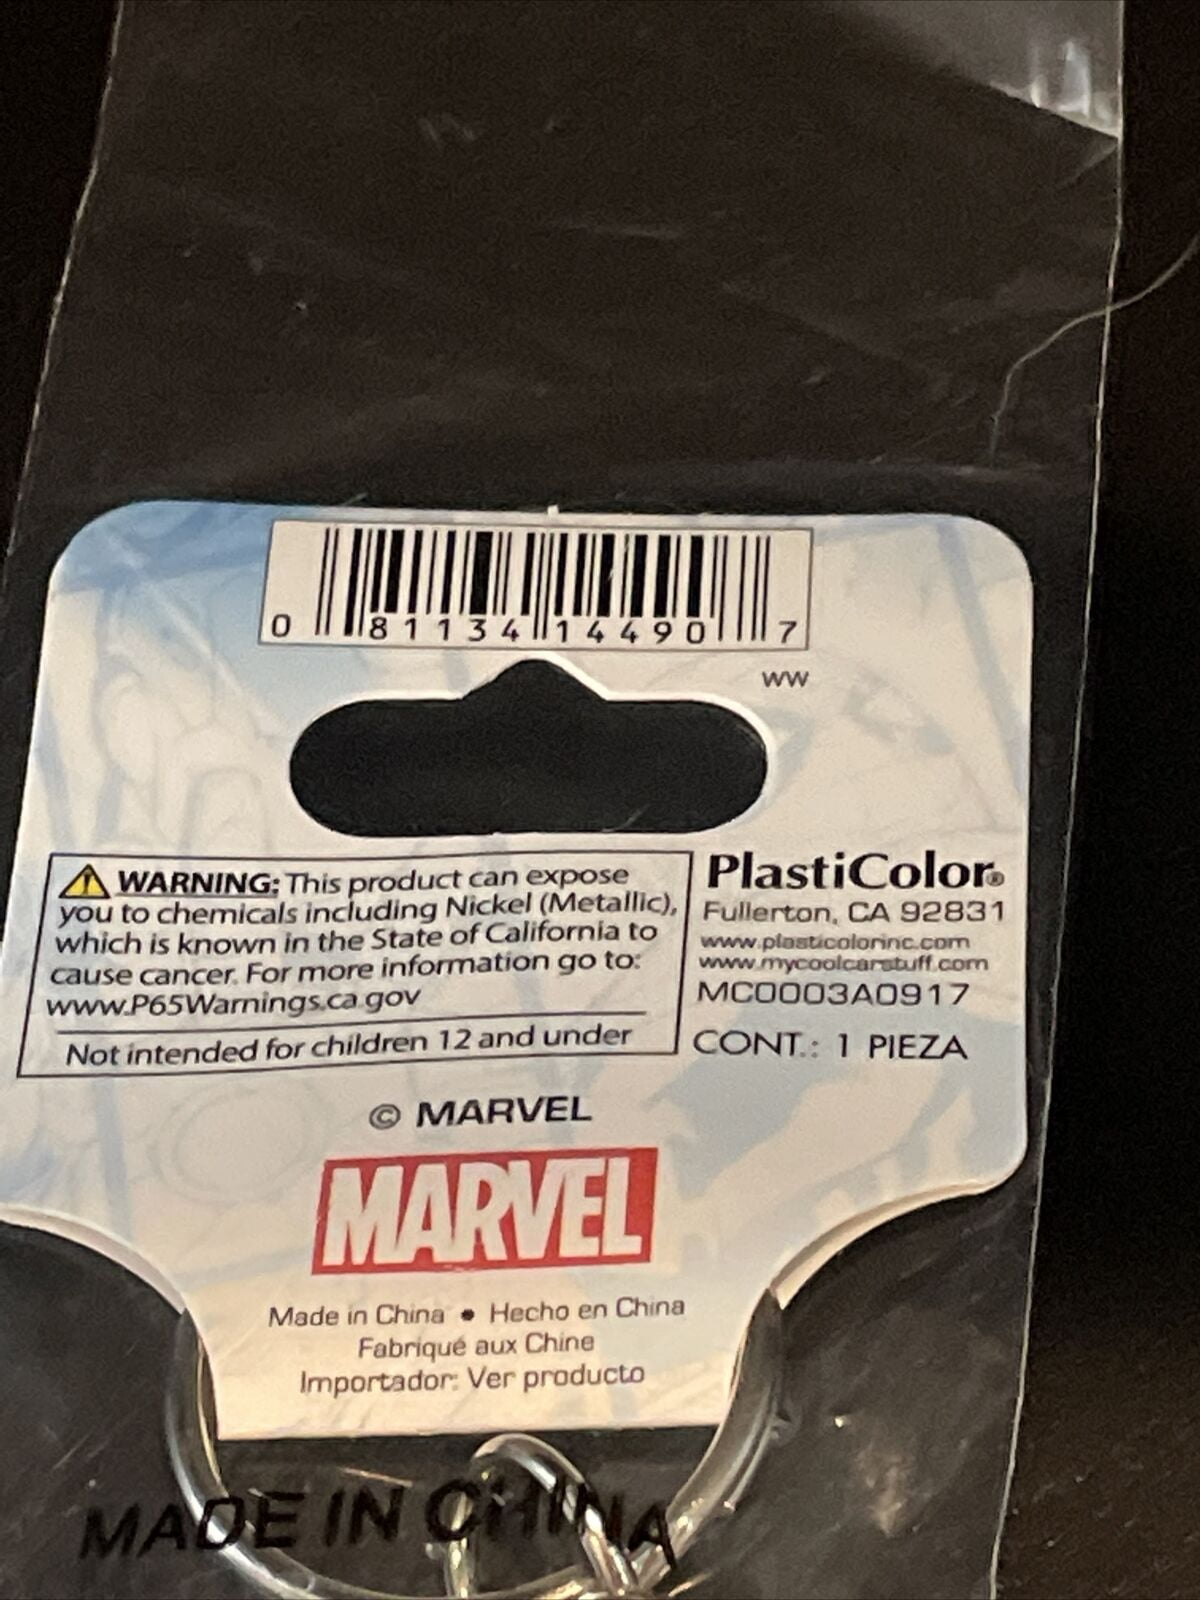 0 81134 14490 7
WW
WARNING: This product can expose
you to chemicals including Nickel (Metallic),
which is known in the State of California to
cause cancer. For more information go to:
www.P65Warnings.ca.gov
Not intended for children 12 and under
PlastiColor®
Fullerton, CA 92831
www.plasticolorinc.com
www.mycoolcarstuff.com
MC0003A0917
CONT.: 1 PIEZA
© MARVEL
MARVEL
Made in China • Hecho en China
Fabriqué aux Chine
Importador: Ver producto
MADE IN CHINA